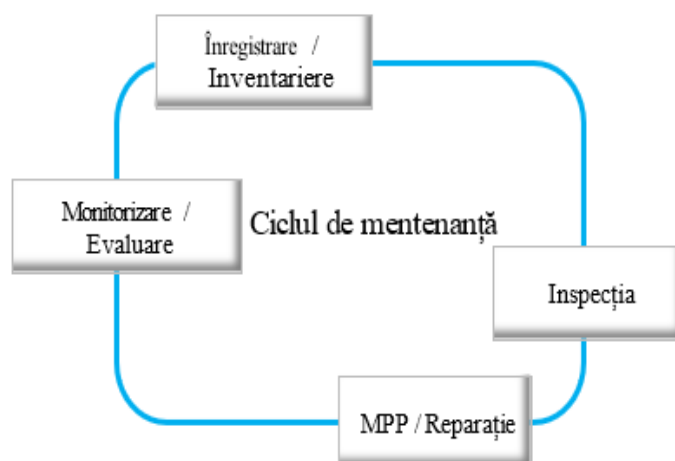 Înregistrare /
Inventariere
Monitorizare /
Evaluare
Ciclul de mentenanță
Inspecția
MPP / Reparație